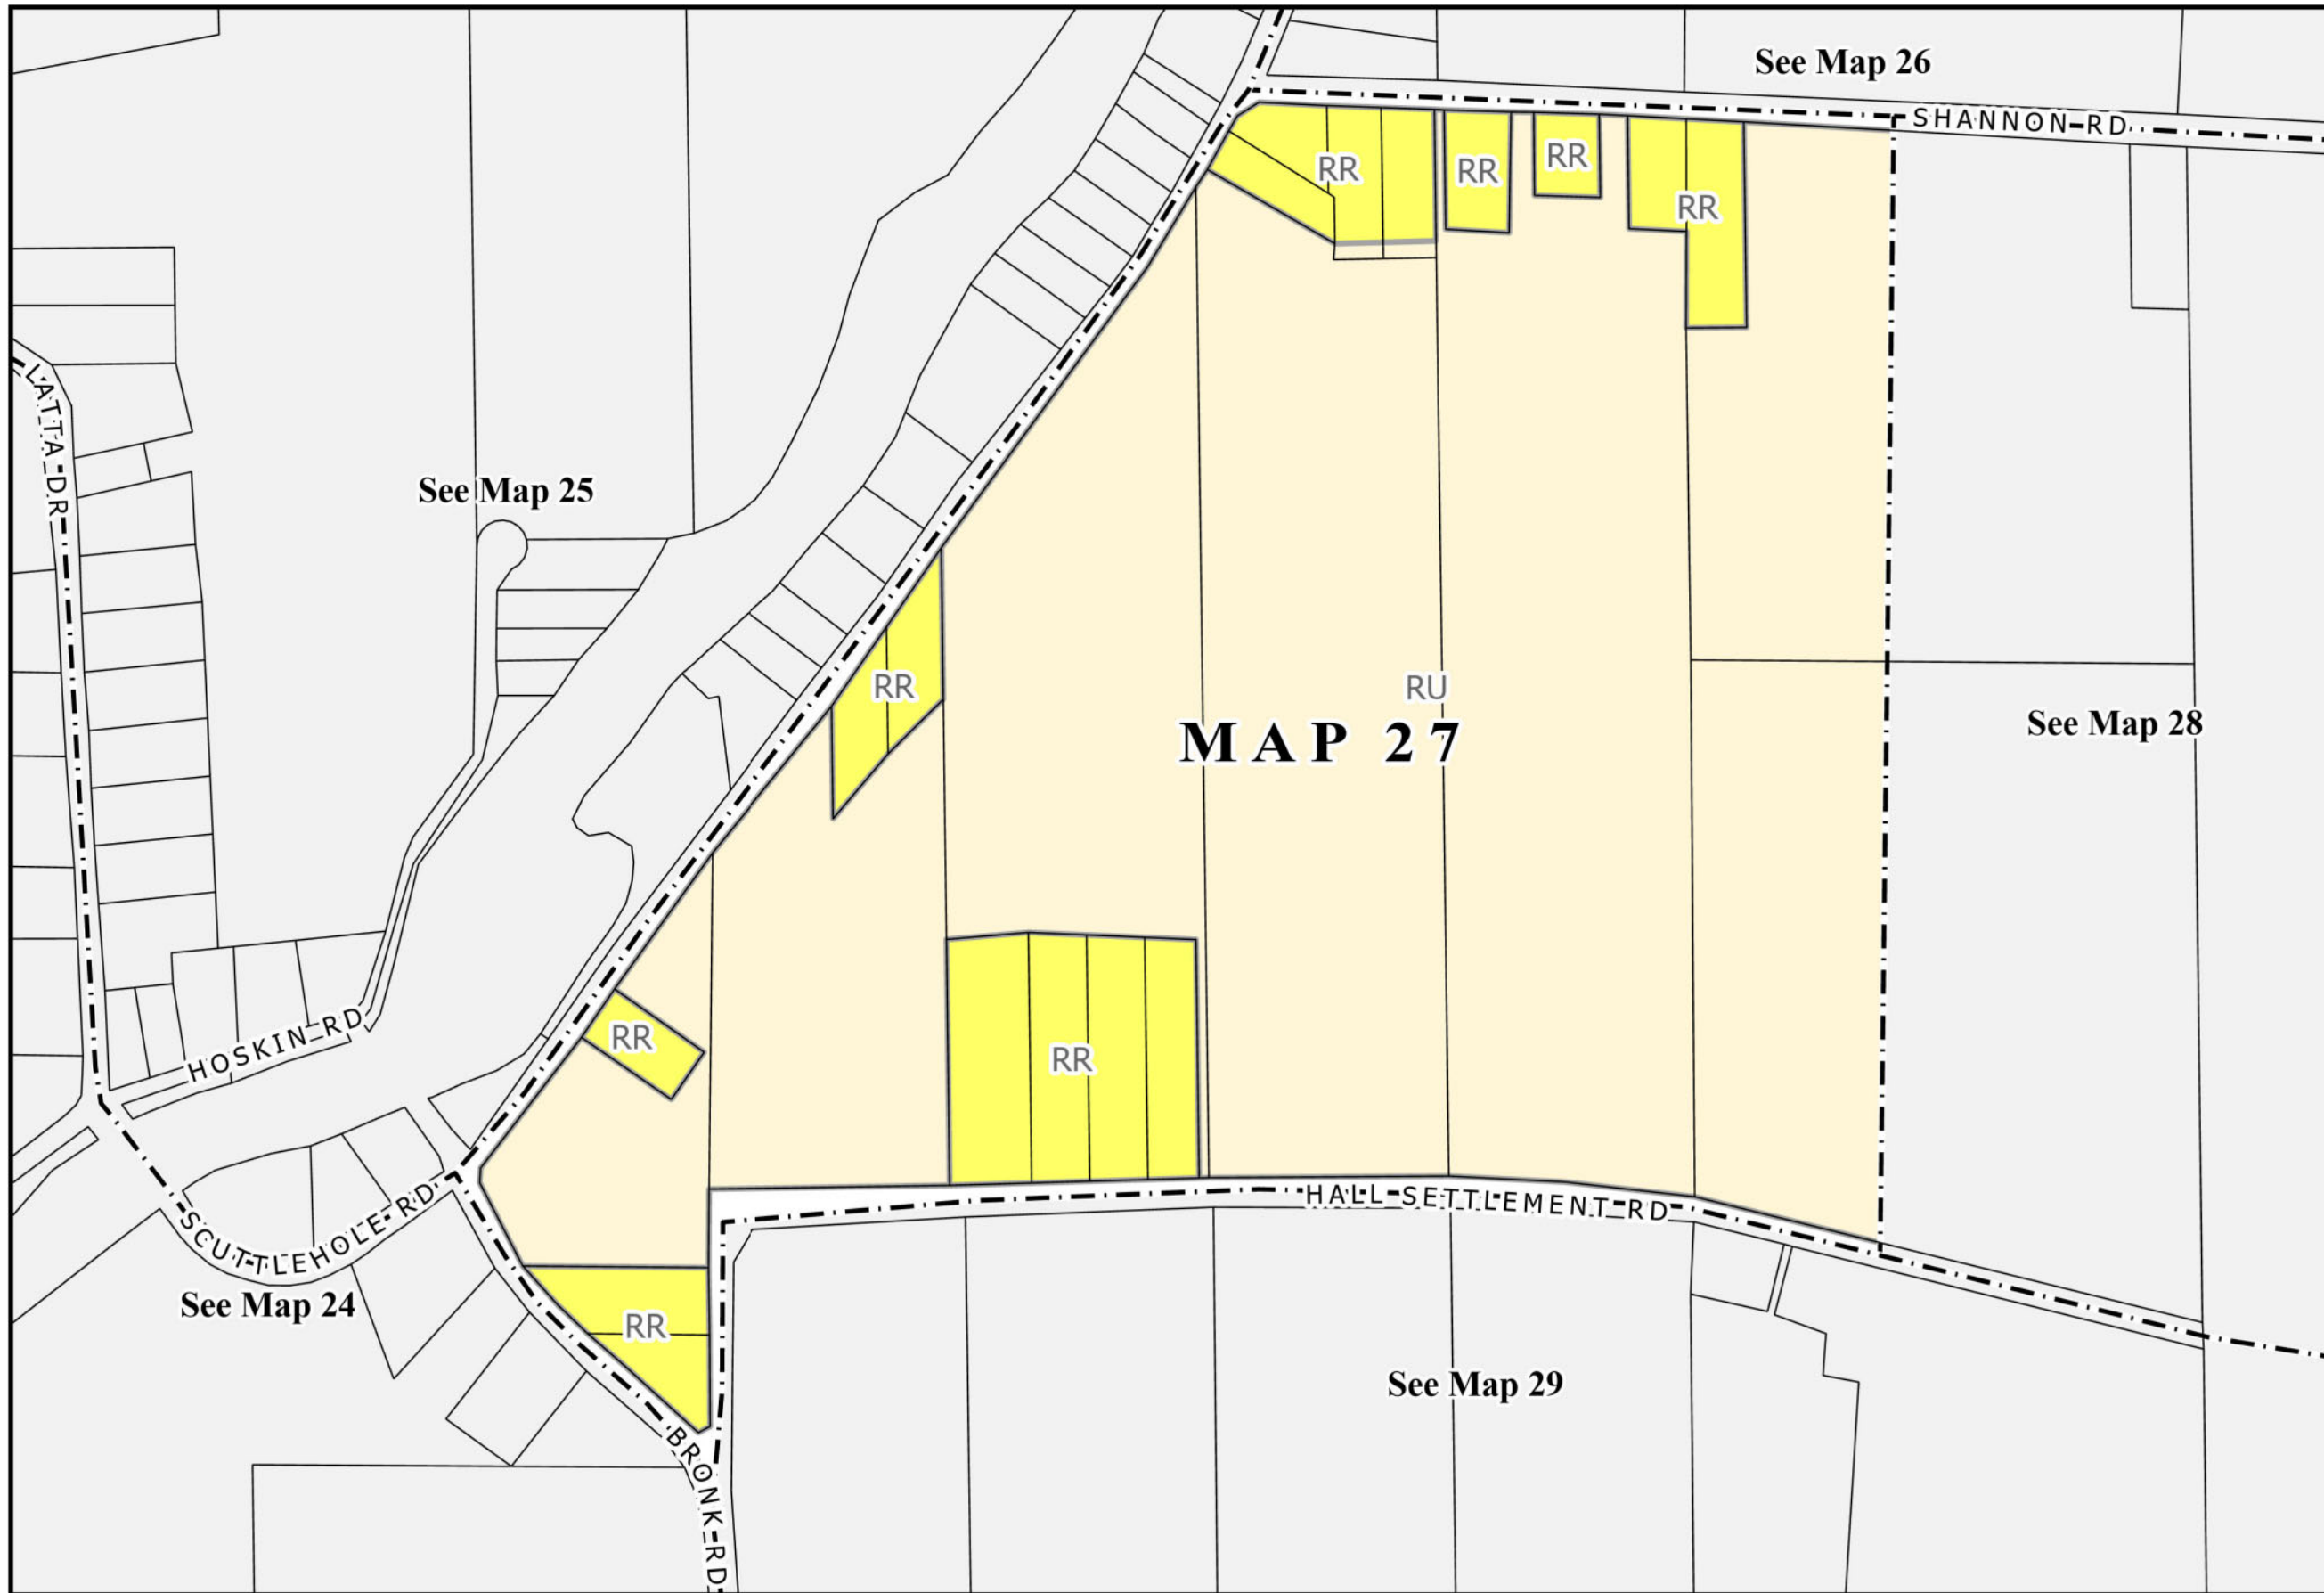 See Map 26
SHANNON RD
RR
RR
RR
RR
LATTA DR
See Map 25
RR
RU
MAP 27
See Map 28
HOSKIN RD
RR
RR
SCUTTLEHOLE RD
HALL SETTLEMENT RD
See Map 24
RR
See Map 29
BRONK RD